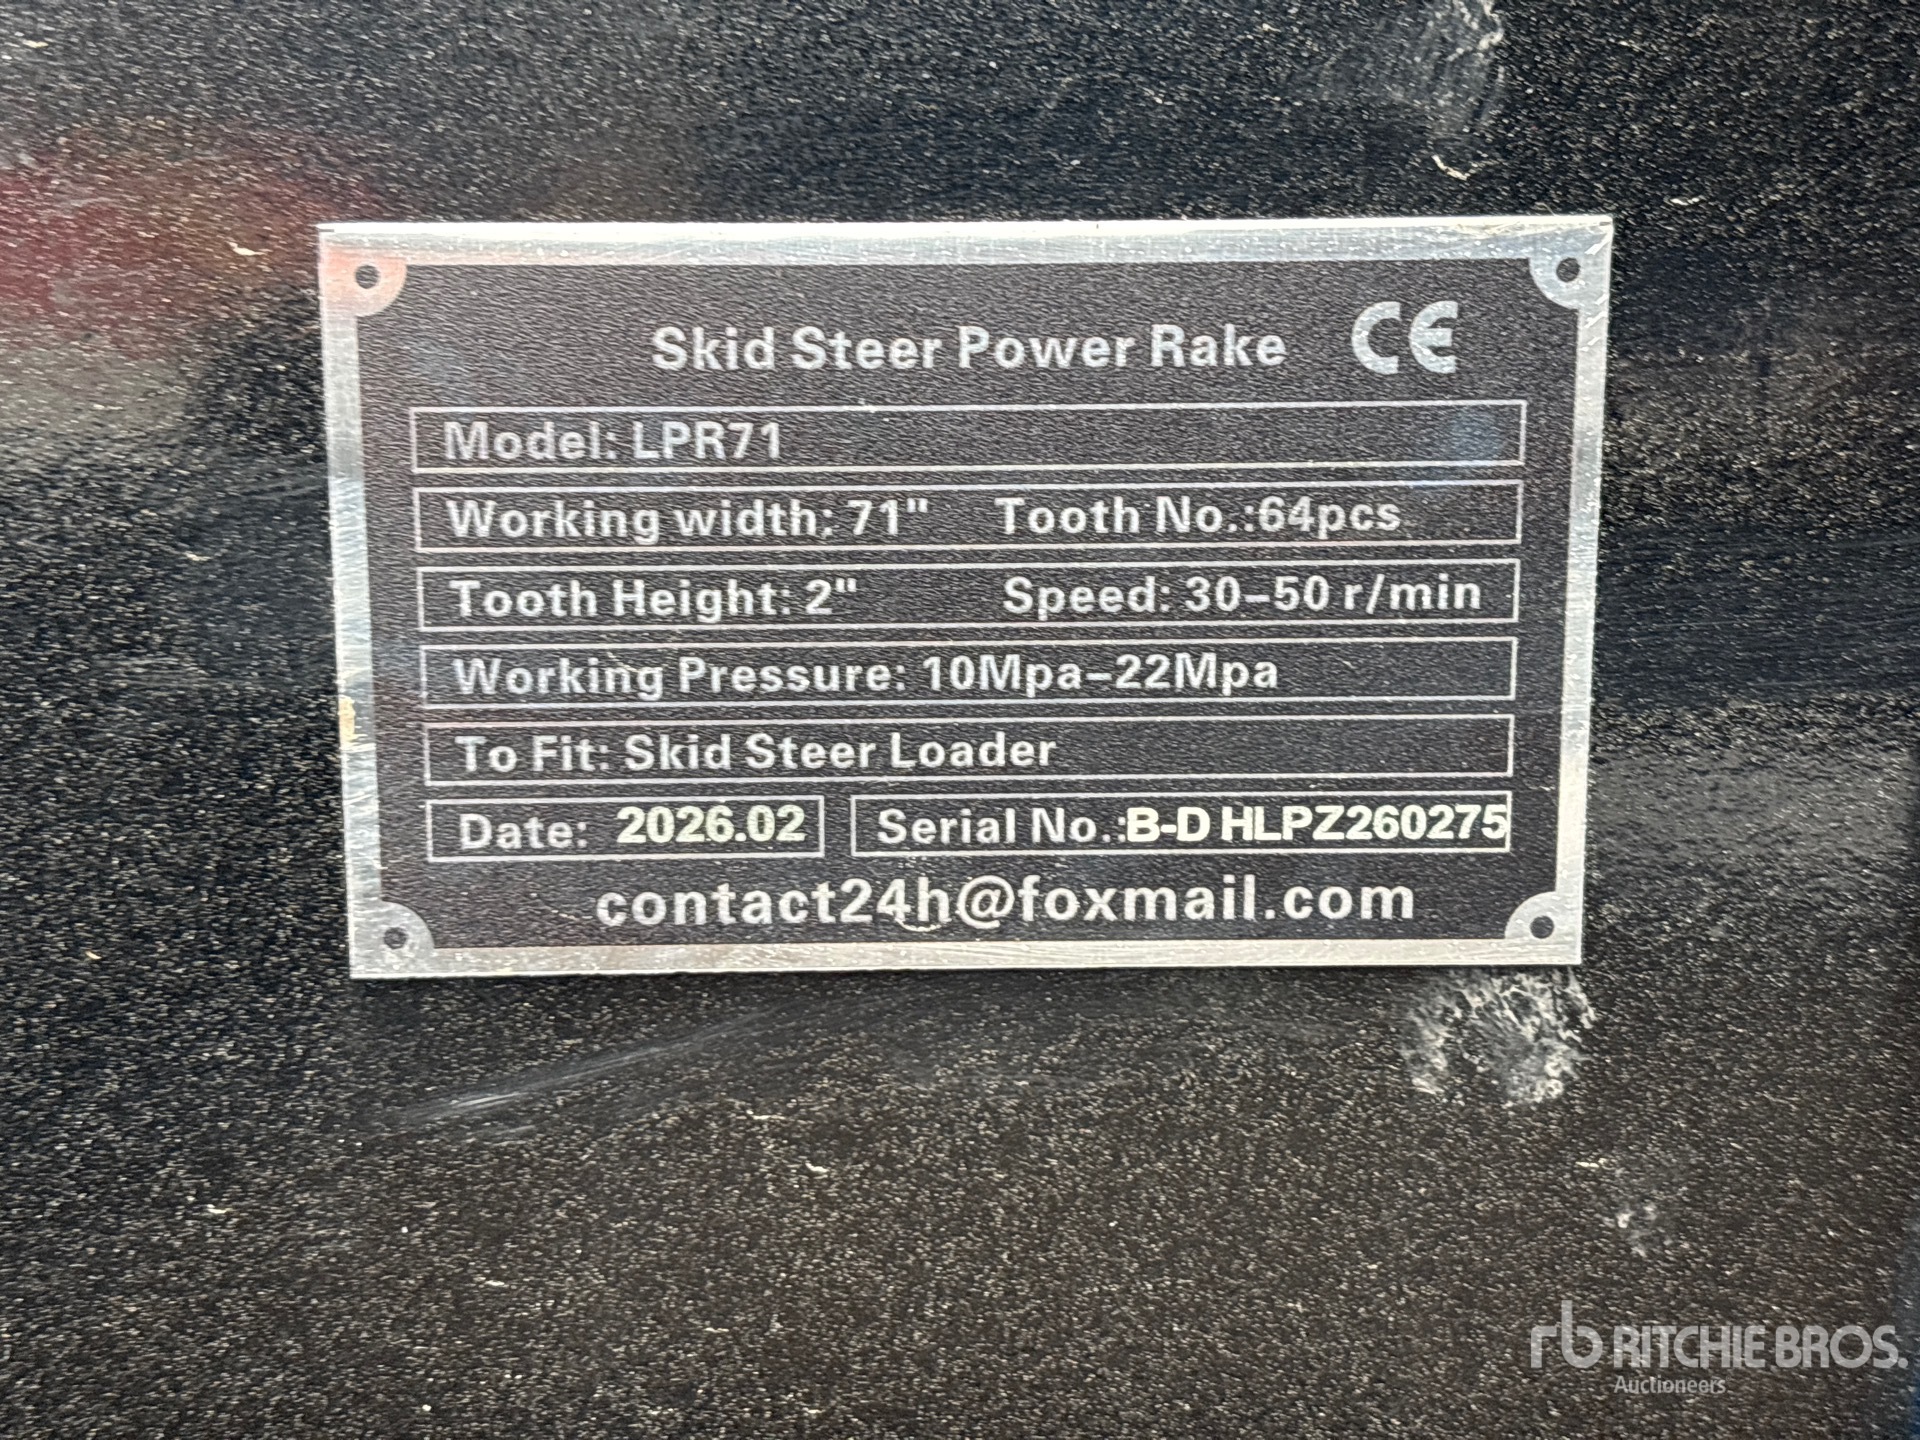 Skid Steer Power Rake CE
Model: LPR71
Working width: 71" Tooth No.:64pcs
Tooth Height: 2" Speed: 30-50 r/min
Working Pressure: 10Mpa-22Mpa
To Fit: Skid Steer Loader
Date: 2026.02 Serial No.:B-D HLPZ260275
contact24h@foxmail.com
rb RITCHIE BROS.
Auctioneers